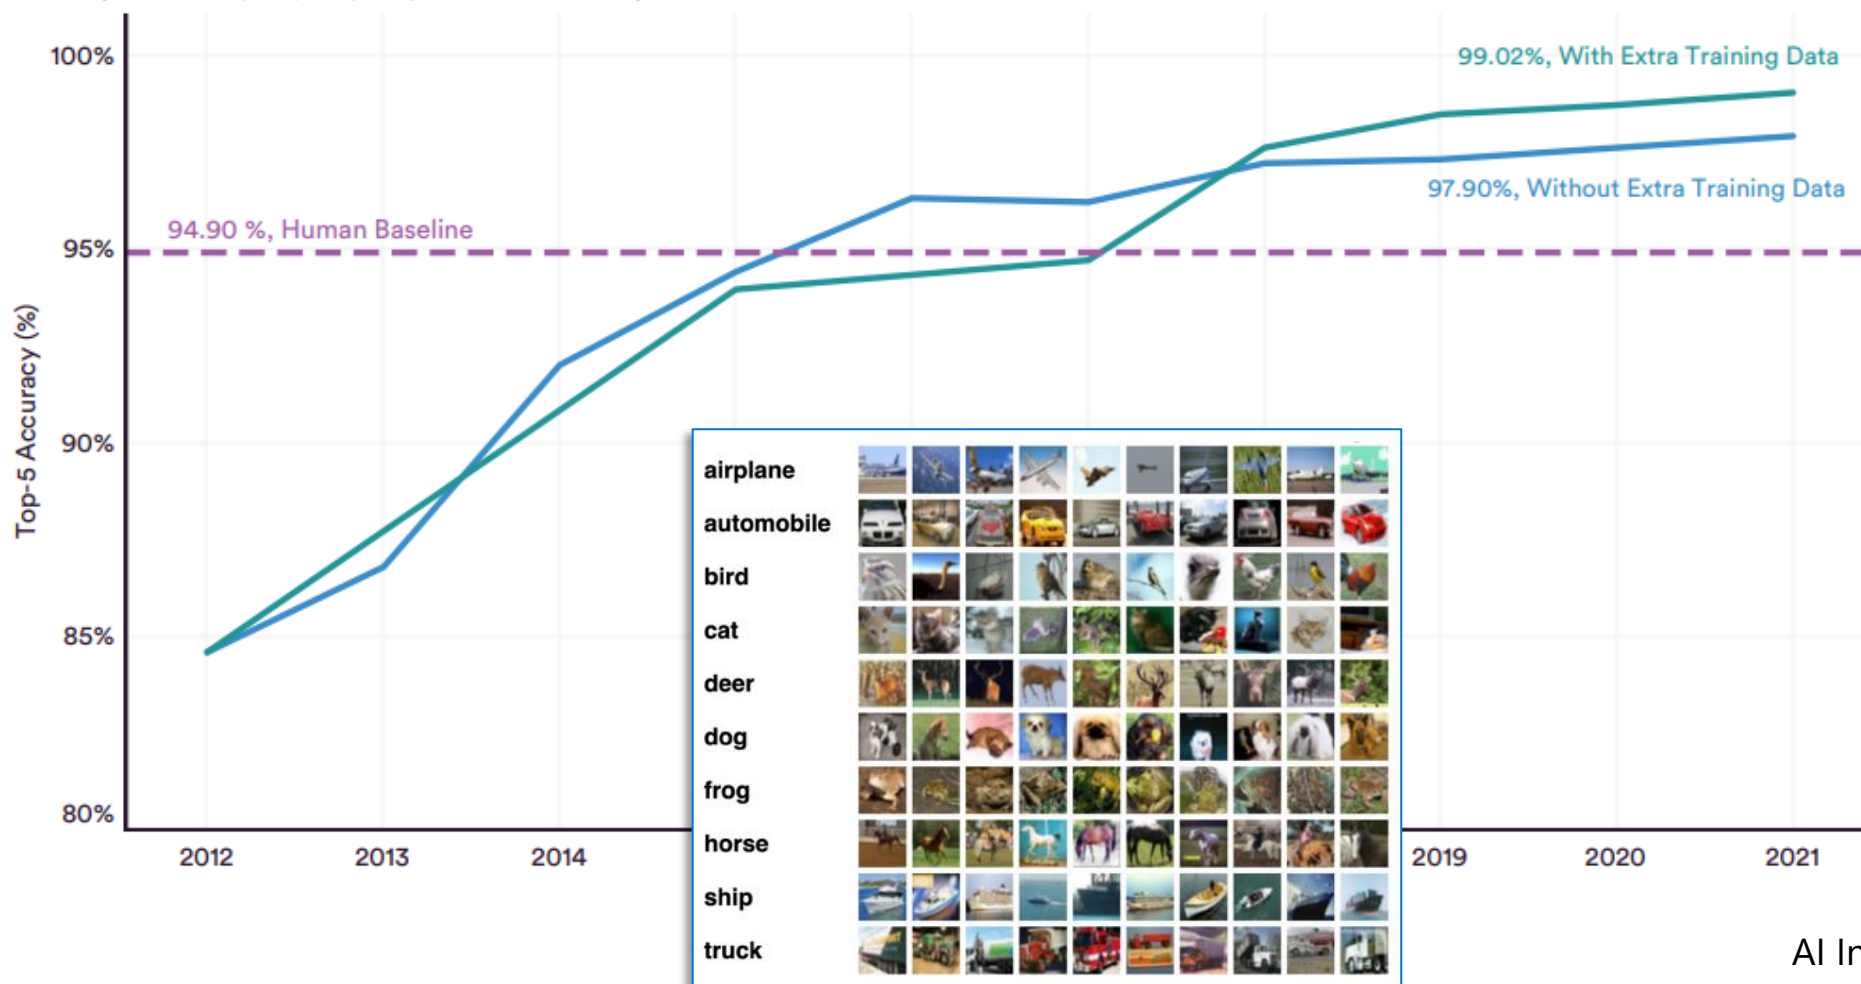 100%
99.02%, With Extra Training Data
97.90%, Without Extra Training Data
94.90 %, Human Baseline
95%
Top-5 Accuracy (%)
90%
85%
80%
2012 2013 2014 2019 2020 2021
airplane
automobile
bird
cat
deer
dog
frog
horse
ship
truck
AI